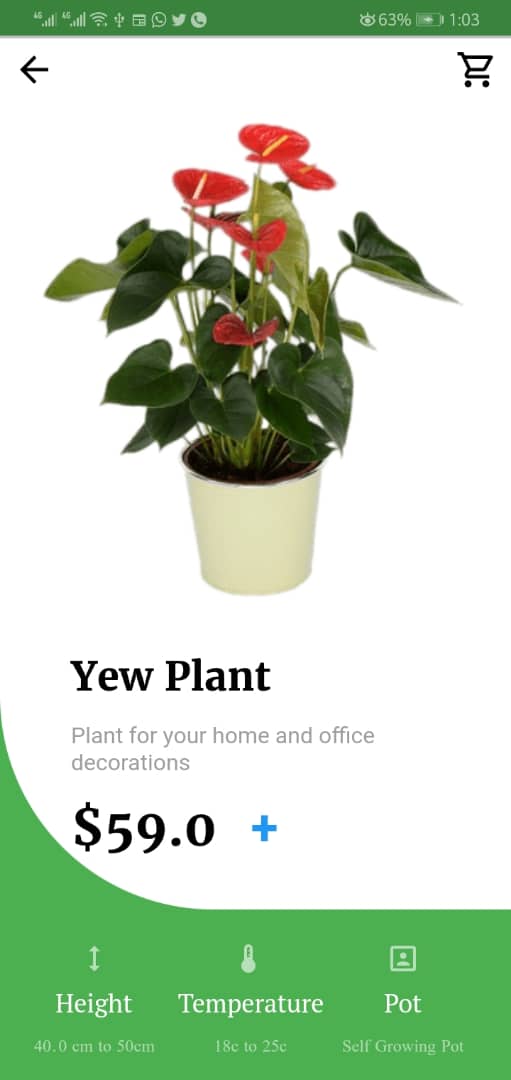 4G 4G 63% 1:03
Yew Plant
Plant for your home and office
decorations
$59.0 +
Height Temperature Pot
40.0 cm to 50cm 18c to 25c Self Growing Pot